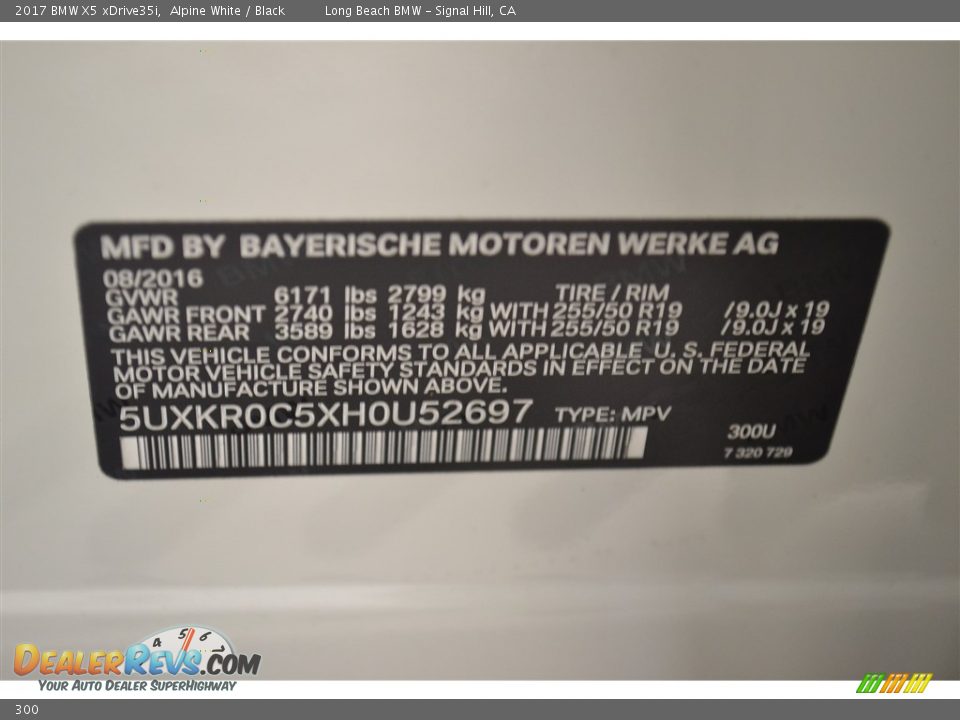 2017 BMW X5 xDrive35i, Alpine White / Black Long Beach BMW – Signal Hill, CA
MFD BY BAYERISCHE MOTOREN WERKE AG
08/2016
GVWR 6171 lbs 2799 kg TIRE / RIM
GAWR FRONT 2740 lbs 1243 kg WITH 255/50 R19 /9.0J x 19
GAWR REAR 3589 lbs 1628 kg WITH 255/50 R19 /9.0J x 19
THIS VEHICLE CONFORMS TO ALL APPLICABLE U. S. FEDERAL
MOTOR VEHICLE SAFETY STANDARDS IN EFFECT ON THE DATE
OF MANUFACTURE SHOWN ABOVE.
5UXKR0C5XH0U52697 TYPE: MPV
300U
7 320 729
4 5 6 7
DEALERREVS.COM
YOUR AUTO DEALER SUPERHIGHWAY
300